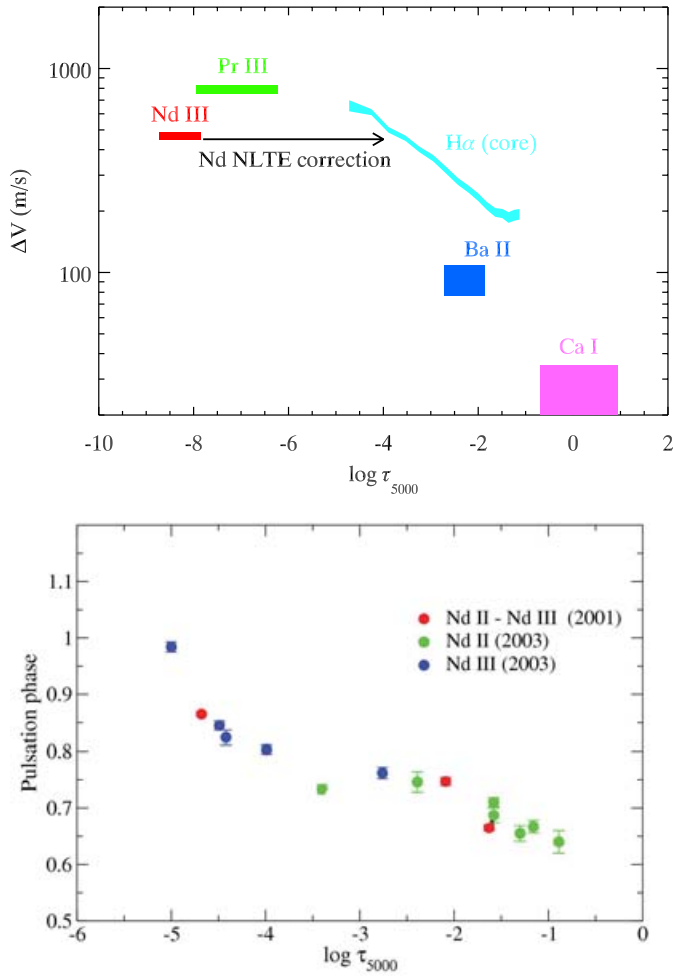 1000
Pr III
Nd III
Nd NLTE correction
Hα (core)
ΔV (m/s)
Ba II
100
Ca I
-10 -8 -6 -4 -2 0 2
log τ5000
1.1
Nd II - Nd III (2001)
1
Nd II (2003)
Nd III (2003)
0.9
Pulsation phase
0.8
0.7
0.6
0.5
-6 -5 -4 -3 -2 -1 0
log τ5000